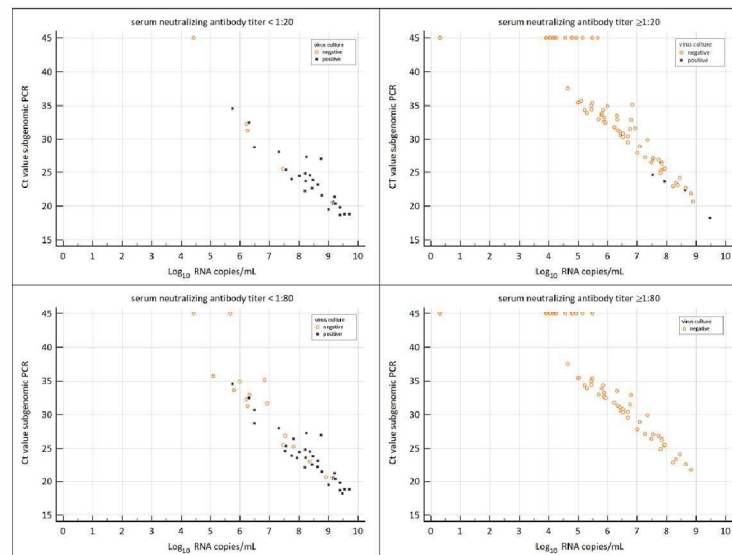 serum neutralizing antibody titer < 1:20
45
40
35
30
25
20
15
Ct value subgenomic PCR
virus culture
negative
positive
0 1 2 3 4 5 6 7 8 9 10
Log10 RNA copies/mL
serum neutralizing antibody titer ≥1:20
45
40
35
30
25
20
15
CT value subgenomic PCR
virus culture
negative
positive
0 1 2 3 4 5 6 7 8 9 10
Log10 RNA copies/mL
serum neutralizing antibody titer < 1:80
45
40
35
30
25
20
15
Ct value subgenomic PCR
virus culture
negative
positive
0 1 2 3 4 5 6 7 8 9 10
Log10 RNA copies/mL
serum neutralizing antibody titer ≥1:80
45
40
35
30
25
20
15
Ct value subgenomic PCR
virus culture
negative
0 1 2 3 4 5 6 7 8 9 10
Log10 RNA copies/mL